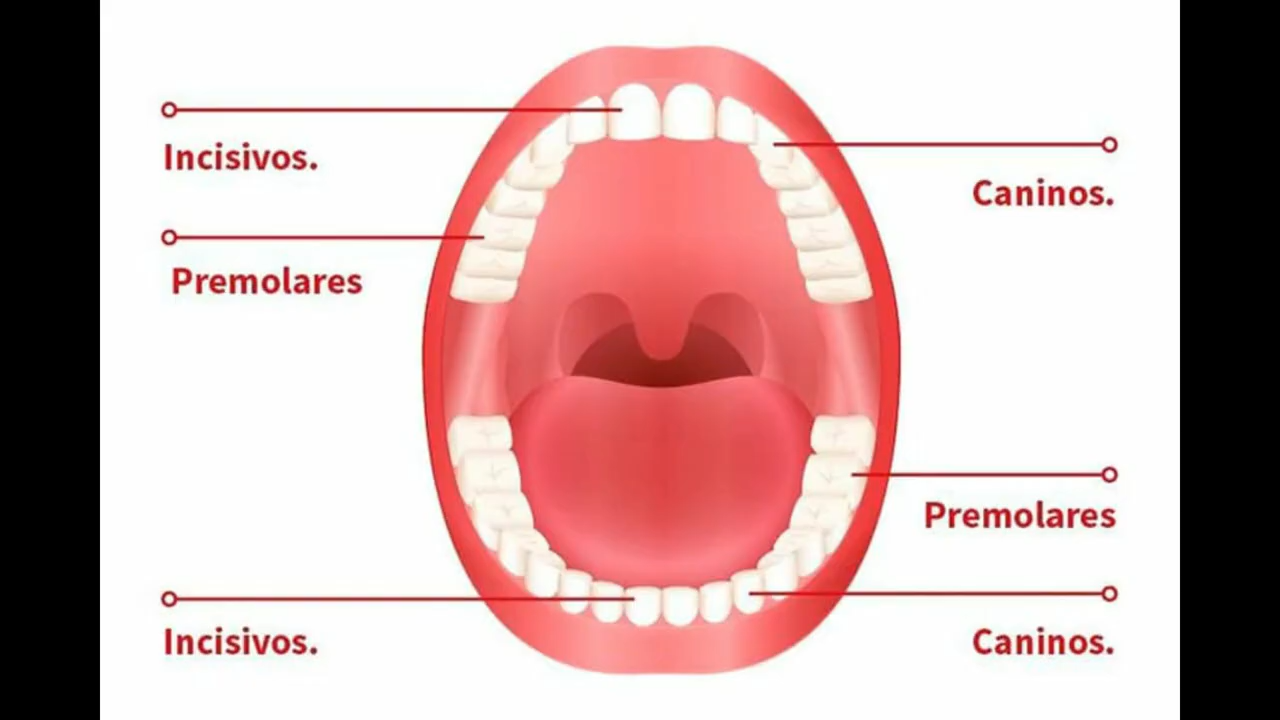 Incisivos.
Caninos.
Premolares
Premolares
Incisivos.
Caninos.